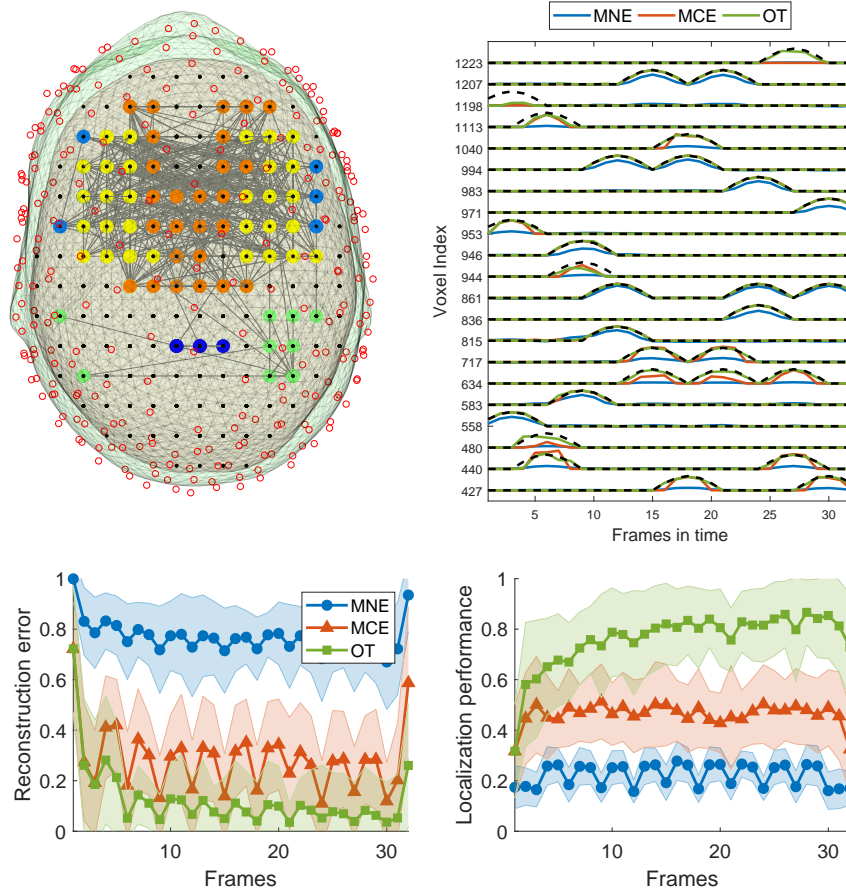 MNE MCE OT
Voxel Index
1223
1207
1198
1113
1040
994
983
971
953
946
944
861
836
815
717
634
583
558
480
440
427
5 10 15 20 25 30
Frames in time
Reconstruction error
1
0.8
0.6
0.4
0.2
0
MNE
MCE
OT
10 20 30
Frames
Localization performance
1
0.8
0.6
0.4
0.2
0
10 20 30
Frames